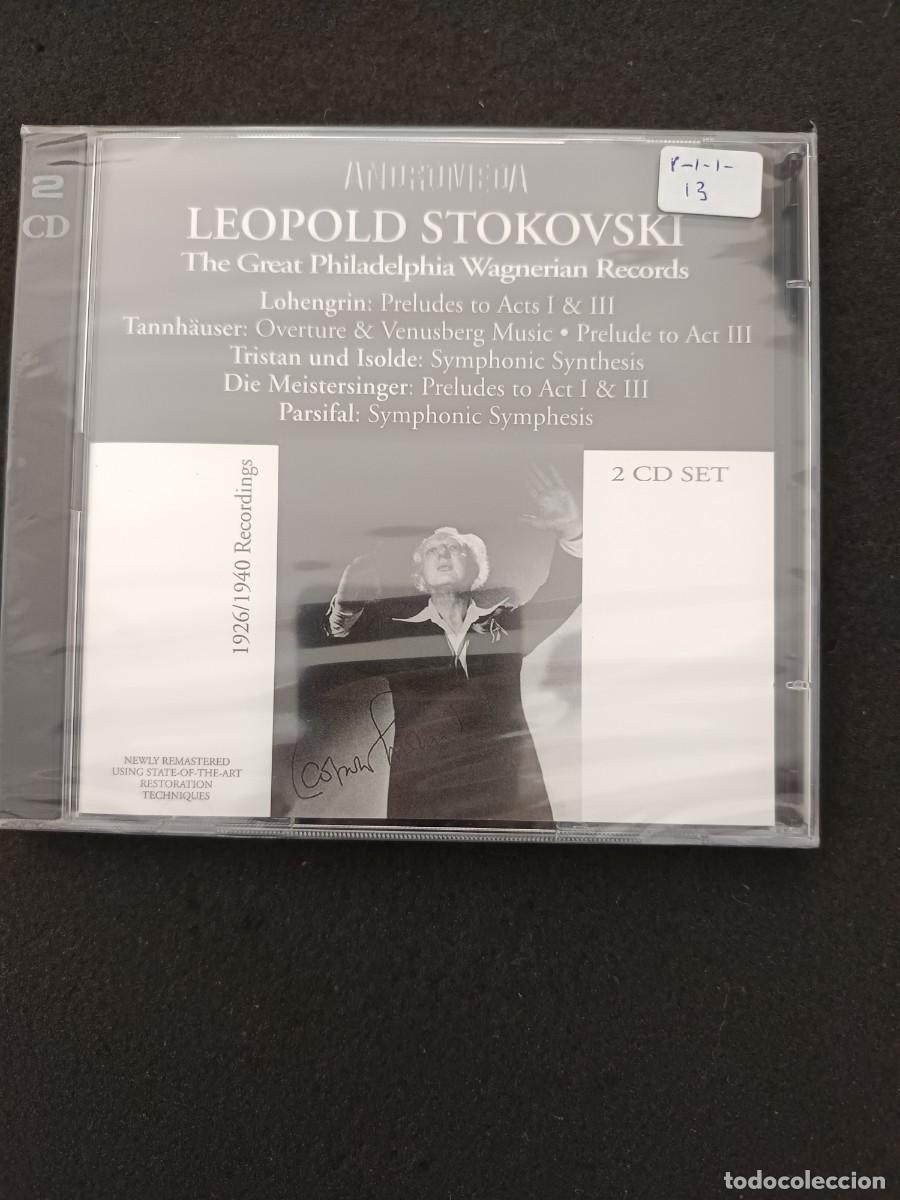 2
CD
ANDROMEDA
r-1-1-
13
LEOPOLD STOKOVSKI
The Great Philadelphia Wagnerian Records
Lohengrin: Preludes to Acts I & III
Tannhäuser: Overture & Venusberg Music • Prelude to Act III
Tristan und Isolde: Symphonic Synthesis
Die Meistersinger: Preludes to Act I & III
Parsifal: Symphonic Symphesis
1926/1940 Recordings
2 CD SET
NEWLY REMASTERED
USING STATE-OF-THE-ART
RESTORATION
TECHNIQUES
todocoleccion